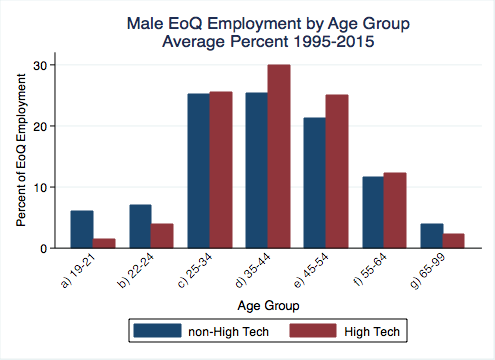 Male EoQ Employment by Age Group
Average Percent 1995-2015
Percent of EoQ Employment
30
20
10
0
a) 19-21
b) 22-24
c) 25-34
d) 35-44
e) 45-54
f) 55-64
g) 65-99
Age Group
non-High Tech
High Tech